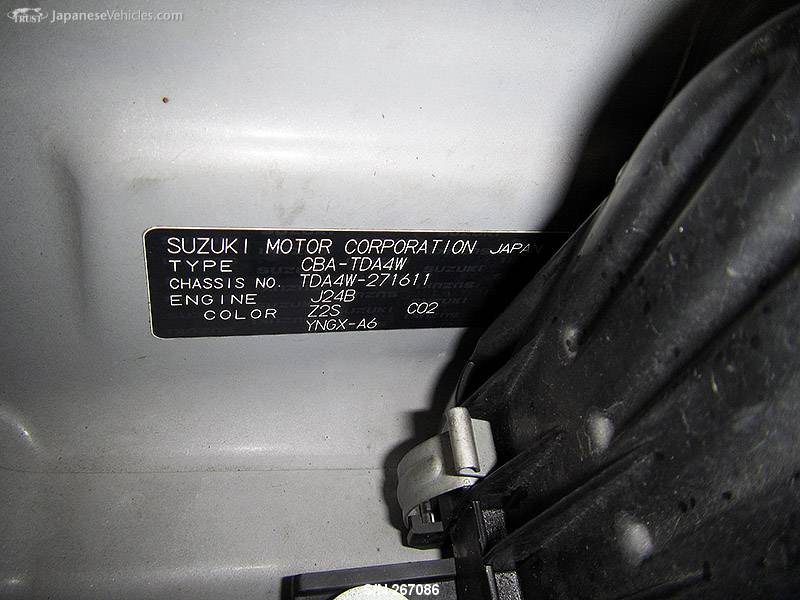 TRUST JapaneseVehicles.com
SUZUKI MOTOR CORPORATION JAPAN
TYPE CBA-TDA4W
CHASSIS NO. TDA4W-271611
ENGINE J24B
COLOR Z2S C02
YNGX-A6
S/N 267086